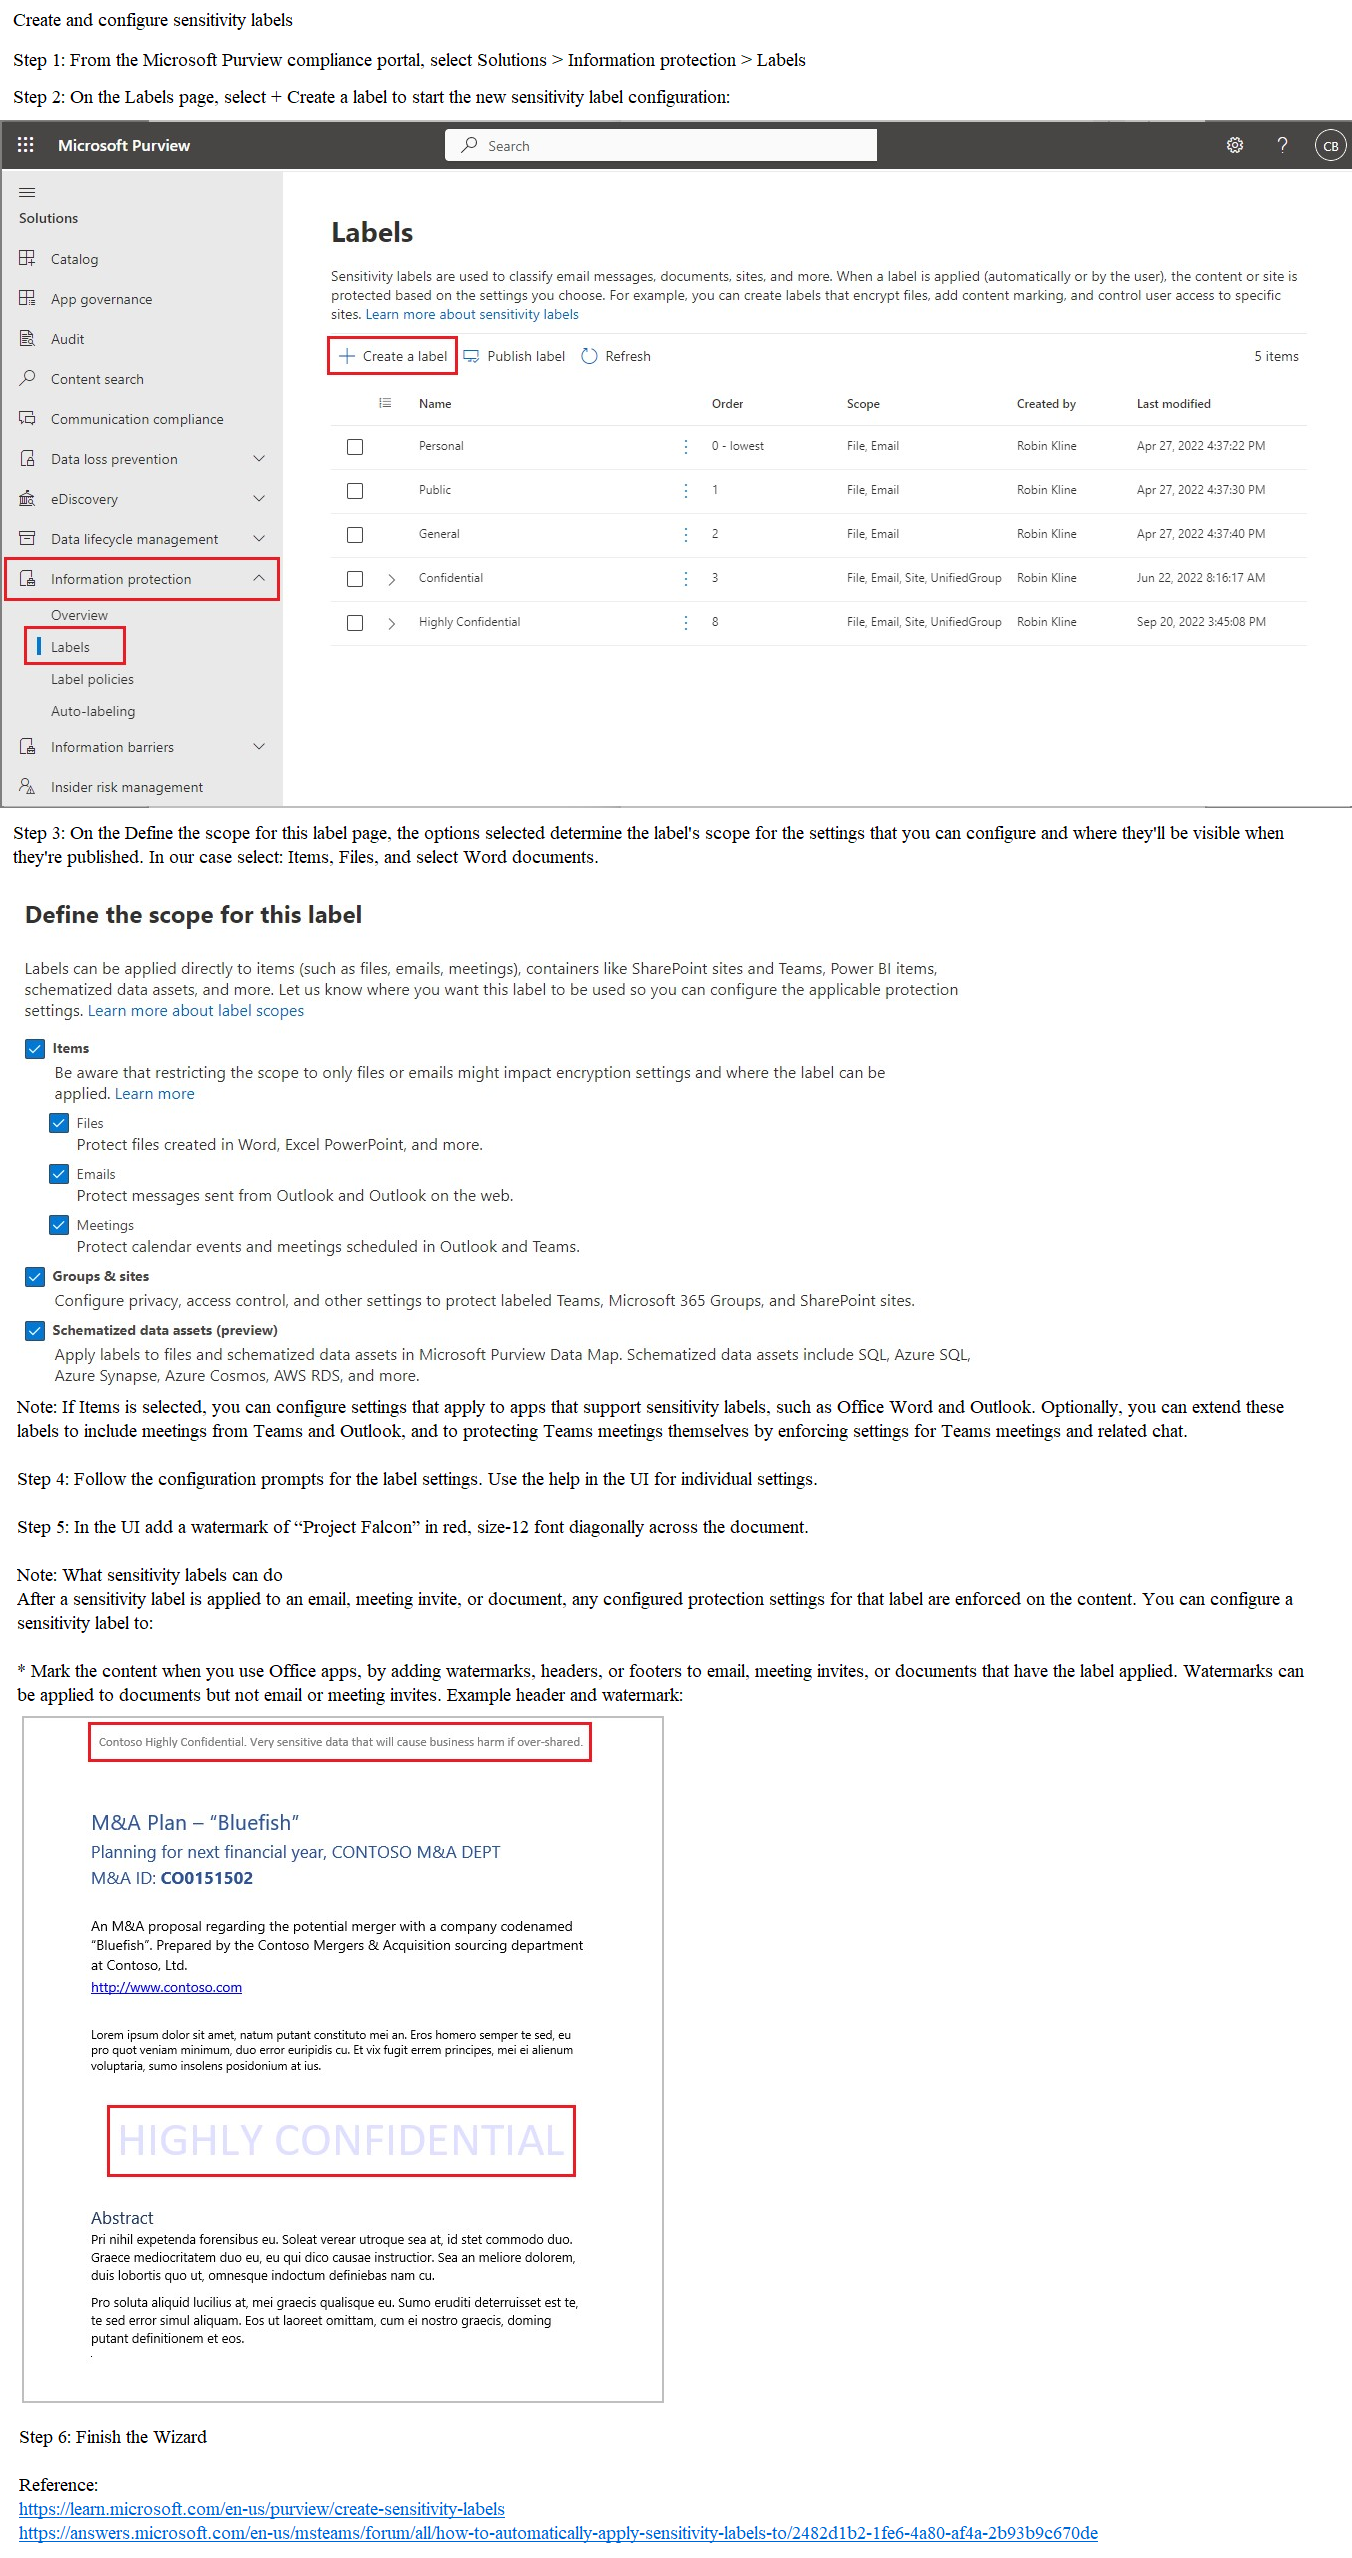 Create and configure sensitivity labels
Step 1: From the Microsoft Purview compliance portal, select Solutions > Information protection > Labels
Step 2: On the Labels page, select + Create a label to start the new sensitivity label configuration:
Microsoft Purview
Search
?
CB
Solutions
Catalog
App governance
Audit
Content search
Communication compliance
Data loss prevention
eDiscovery
Data lifecycle management
Information protection
Overview
Labels
Label policies
Auto-labeling
Information barriers
Insider risk management
Labels
Sensitivity labels are used to classify email messages, documents, sites, and more. When a label is applied (automatically or by the user), the content or site is
protected based on the settings you choose. For example, you can create labels that encrypt files, add content marking, and control user access to specific
sites. Learn more about sensitivity labels
+ Create a label Publish label Refresh 5 items
Name Order Scope Created by Last modified
Personal 0 - lowest File, Email Robin Kline Apr 27, 2022 4:37:22 PM
Public 1 File, Email Robin Kline Apr 27, 2022 4:37:30 PM
General 2 File, Email Robin Kline Apr 27, 2022 4:37:40 PM
Confidential 3 File, Email, Site, UnifiedGroup Robin Kline Jun 22, 2022 8:16:17 AM
Highly Confidential 8 File, Email, Site, UnifiedGroup Robin Kline Sep 20, 2022 3:45:08 PM
Step 3: On the Define the scope for this label page, the options selected determine the label's scope for the settings that you can configure and where they'll be visible when
they're published. In our case select: Items, Files, and select Word documents.
Define the scope for this label
Labels can be applied directly to items (such as files, emails, meetings), containers like SharePoint sites and Teams, Power BI items,
schematized data assets, and more. Let us know where you want this label to be used so you can configure the applicable protection
settings. Learn more about label scopes
Items
Be aware that restricting the scope to only files or emails might impact encryption settings and where the label can be
applied. Learn more
Files
Protect files created in Word, Excel PowerPoint, and more.
Emails
Protect messages sent from Outlook and Outlook on the web.
Meetings
Protect calendar events and meetings scheduled in Outlook and Teams.
Groups & sites
Configure privacy, access control, and other settings to protect labeled Teams, Microsoft 365 Groups, and SharePoint sites.
Schematized data assets (preview)
Apply labels to files and schematized data assets in Microsoft Purview Data Map. Schematized data assets include SQL, Azure SQL,
Azure Synapse, Azure Cosmos, AWS RDS, and more.
Note: If Items is selected, you can configure settings that apply to apps that support sensitivity labels, such as Office Word and Outlook. Optionally, you can extend these
labels to include meetings from Teams and Outlook, and to protecting Teams meetings themselves by enforcing settings for Teams meetings and related chat.
Step 4: Follow the configuration prompts for the label settings. Use the help in the UI for individual settings.
Step 5: In the UI add a watermark of “Project Falcon” in red, size-12 font diagonally across the document.
Note: What sensitivity labels can do
After a sensitivity label is applied to an email, meeting invite, or document, any configured protection settings for that label are enforced on the content. You can configure a
sensitivity label to:
* Mark the content when you use Office apps, by adding watermarks, headers, or footers to email, meeting invites, or documents that have the label applied. Watermarks can
be applied to documents but not email or meeting invites. Example header and watermark:
Contoso Highly Confidential. Very sensitive data that will cause business harm if over-shared.
M&A Plan – “Bluefish”
Planning for next financial year, CONTOSO M&A DEPT
M&A ID: CO0151502
An M&A proposal regarding the potential merger with a company codenamed
“Bluefish”. Prepared by the Contoso Mergers & Acquisition sourcing department
at Contoso, Ltd.
http://www.contoso.com
Lorem ipsum dolor sit amet, natum putant constituto mei an. Eros homero semper te sed, eu
pro quot veniam minimum, duo error euripidis cu. Et vix fugit errem principes, mei ei alienum
voluptaria, sumo insolens posidonium at ius.
HIGHLY CONFIDENTIAL
Abstract
Pri nihil expetenda forensibus eu. Soleat verear utroque sea at, id stet commodo duo.
Graece mediocritatem duo eu, eu qui dico causae instructior. Sea an meliore dolorem,
duis lobortis quo ut, omnesque indoctum definiebas nam cu.
Pro soluta aliquid lucilius at, mei graecis qualisque eu. Sumo eruditi deterruisset est te,
te sed error simul aliquam. Eos ut laoreet omittam, cum ei nostro graecis, doming
putant definitionem et eos.
Step 6: Finish the Wizard
Reference:
https://learn.microsoft.com/en-us/purview/create-sensitivity-labels
https://answers.microsoft.com/en-us/msteams/forum/all/how-to-automatically-apply-sensitivity-labels-to/2482d1b2-1fe6-4a80-af4a-2b93b9c670de